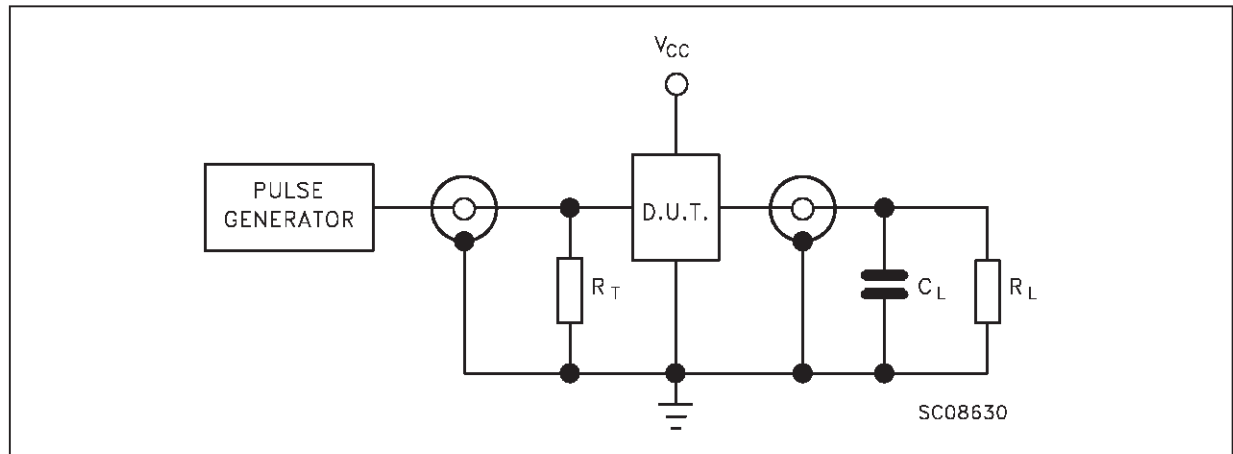 VCC
PULSE
GENERATOR
D.U.T.
RT
CL
RL
SC08630